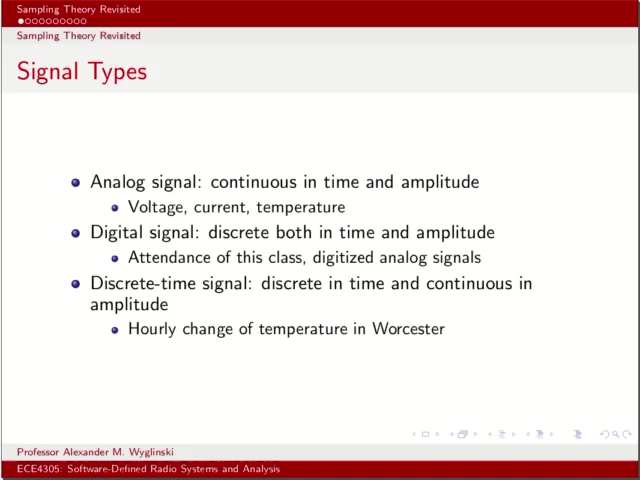 Sampling Theory Revisited
Sampling Theory Revisited
Signal Types
Analog signal: continuous in time and amplitude
Voltage, current, temperature
Digital signal: discrete both in time and amplitude
Attendance of this class, digitized analog signals
Discrete-time signal: discrete in time and continuous in
amplitude
Hourly change of temperature in Worcester
Professor Alexander M. Wyglinski
ECE4305: Software-Defined Radio Systems and Analysis